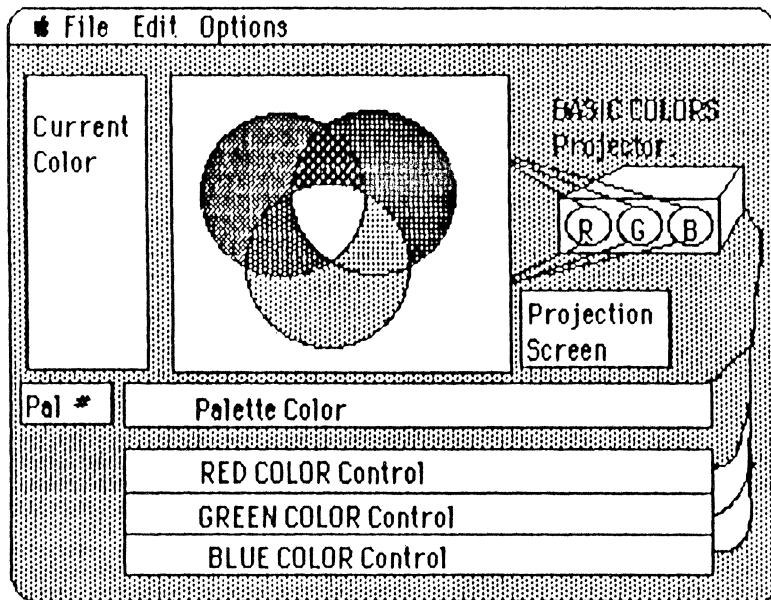 File Edit Options
Current
Color
BASIC COLORS
Projector
R G B
Projection
Screen
Pal #
Palette Color
RED COLOR Control
GREEN COLOR Control
BLUE COLOR Control